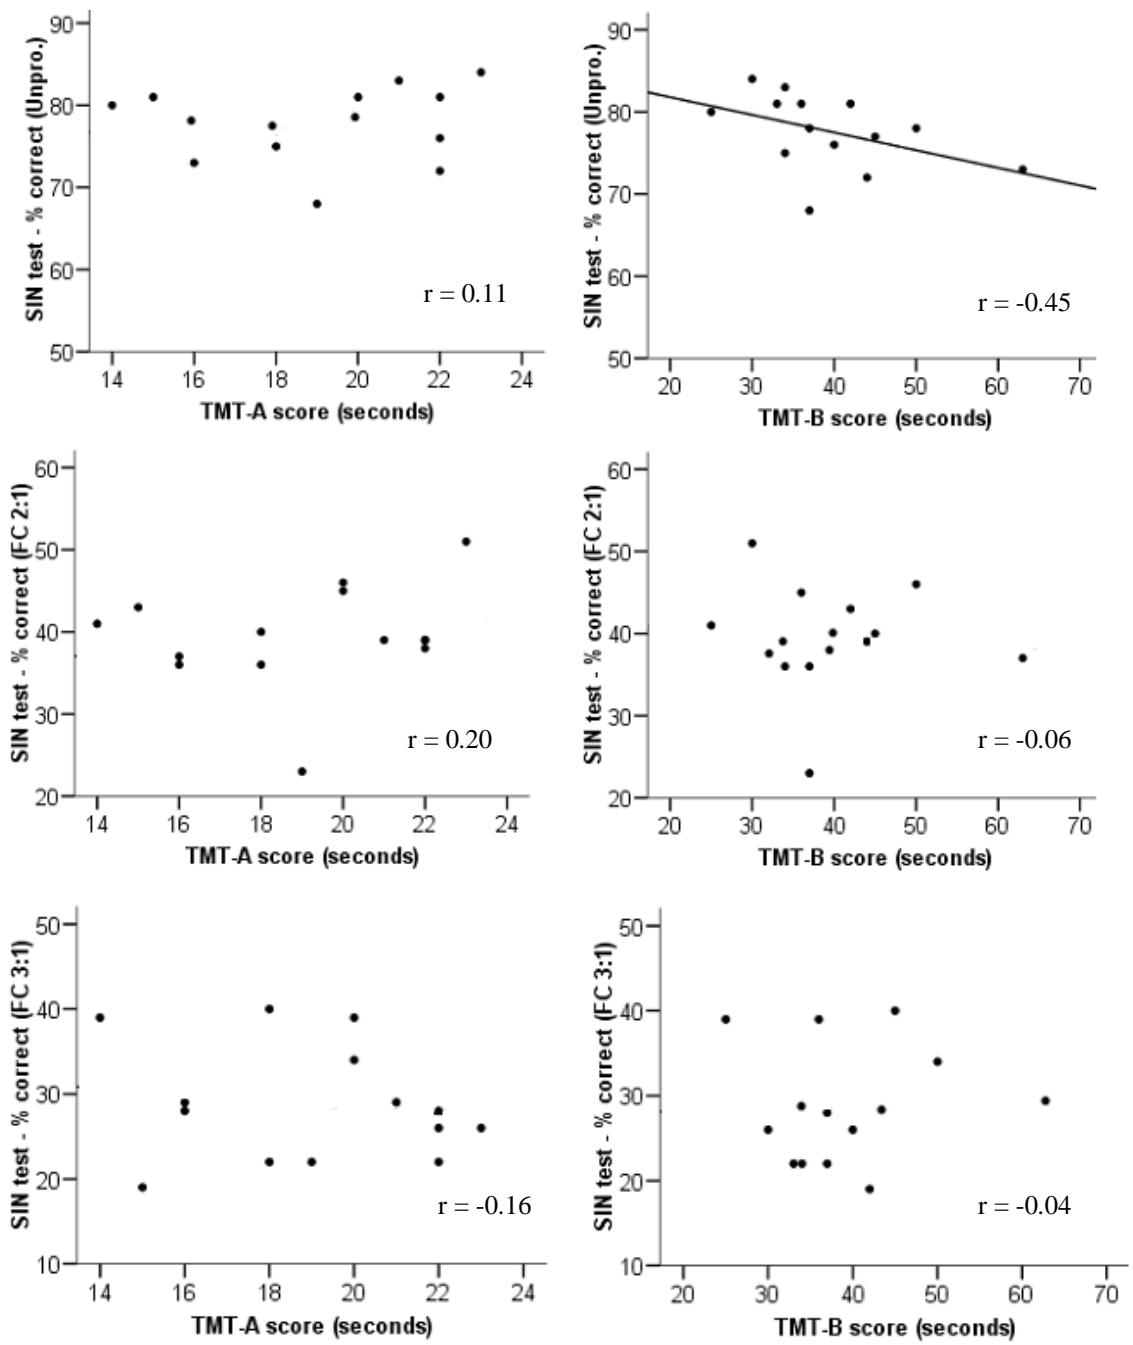 SIN test - % correct (Unpro.)
90
80
70
60
50
r = 0.11
14 16 18 20 22 24
TMT-A score (seconds)
SIN test - % correct (Unpro.)
90
80
70
60
50
r = -0.45
20 30 40 50 60 70
TMT-B score (seconds)
SIN test - % correct (FC 2:1)
60
50
40
30
20
r = 0.20
14 16 18 20 22 24
TMT-A score (seconds)
SIN test - % correct (FC 2:1)
60
50
40
30
20
r = -0.06
20 30 40 50 60 70
TMT-B score (seconds)
SIN test - % correct (FC 3:1)
50
40
30
20
10
r = -0.16
14 16 18 20 22 24
TMT-A score (seconds)
SIN test - % correct (FC 3:1)
50
40
30
20
10
r = -0.04
20 30 40 50 60 70
TMT-B score (seconds)